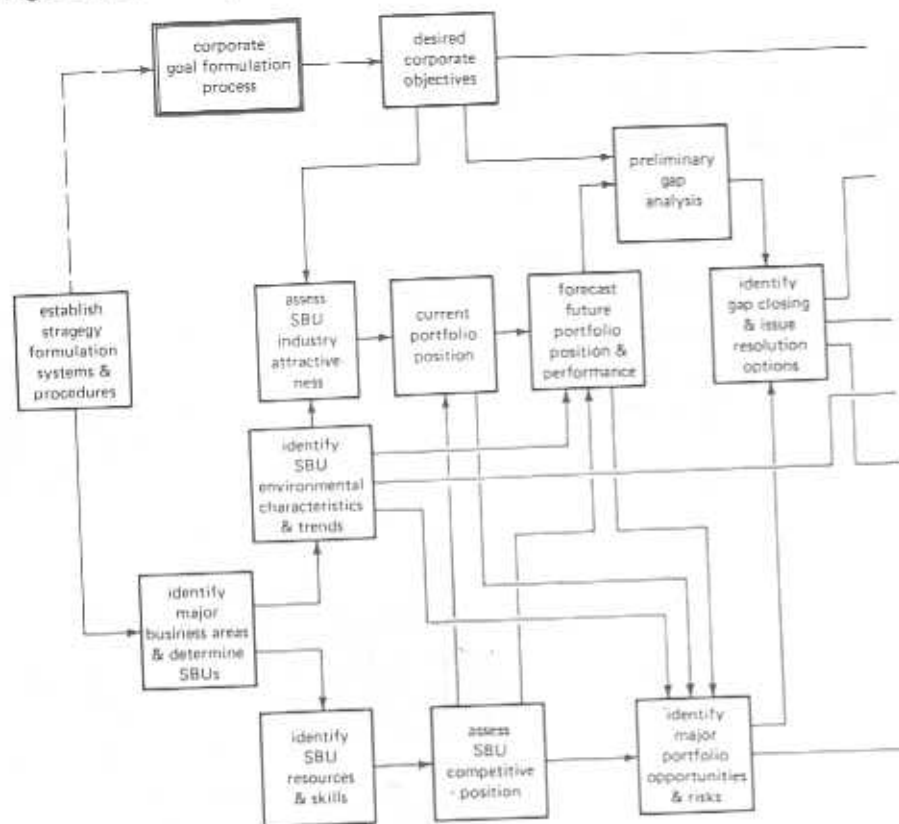 corporate
goal formulation
process
desired
corporate
objectives
preliminary
gap
analysis
establish
stragegy
formulation
systems &
procedures
assess
SBU
industry
attractive-
ness
current
portfolio
position
forecast
future
portfolio
position &
performance
identify
gap closing
& issue
resolution
options
identify
SBU
environmental
characteristics
& trends
identify
major
business areas
& determine
SBUs
identify
SBU
resources
& skills
assess
SBU
competitive-
position
identify
major
portfolio
opportunities
& risks